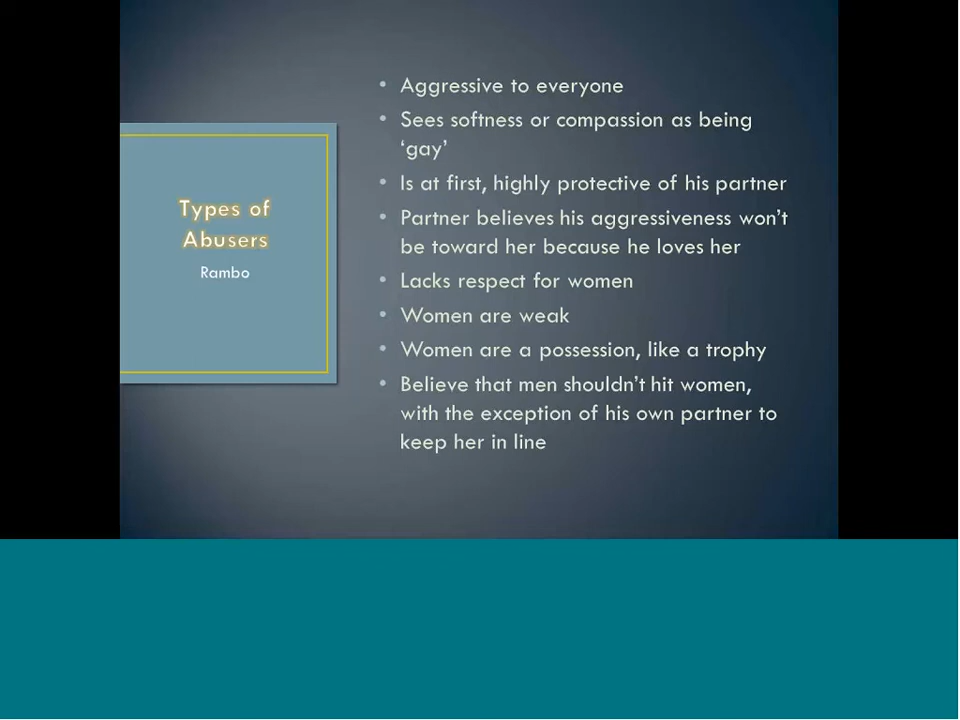 Types of
Abusers
Rambo
• Aggressive to everyone
• Sees softness or compassion as being
‘gay’
• Is at first, highly protective of his partner
• Partner believes his aggressiveness won’t
be toward her because he loves her
• Lacks respect for women
• Women are weak
• Women are a possession, like a trophy
• Believe that men shouldn’t hit women,
with the exception of his own partner to
keep her in line